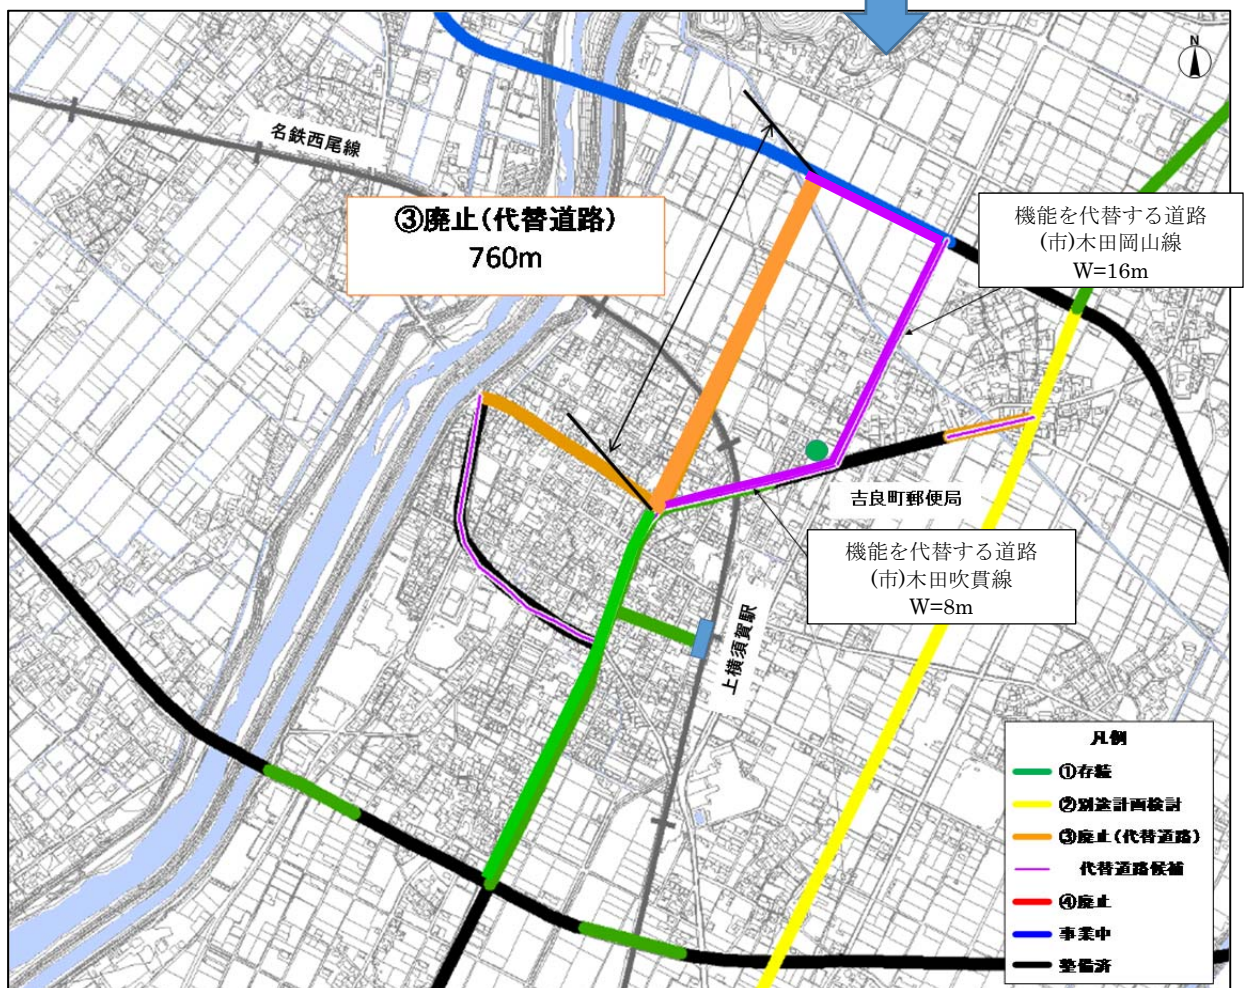 N
名鉄西尾線
③廃止(代替道路)
760m
機能を代替する道路
(市)木田岡山線
W=16m
吉良町郵便局
機能を代替する道路
(市)木田吹貫線
W=8m
上横須賀駅
凡例
①存続
②別途計画検討
③廃止(代替道路)
代替道路候補
④廃止
事業中
整備済